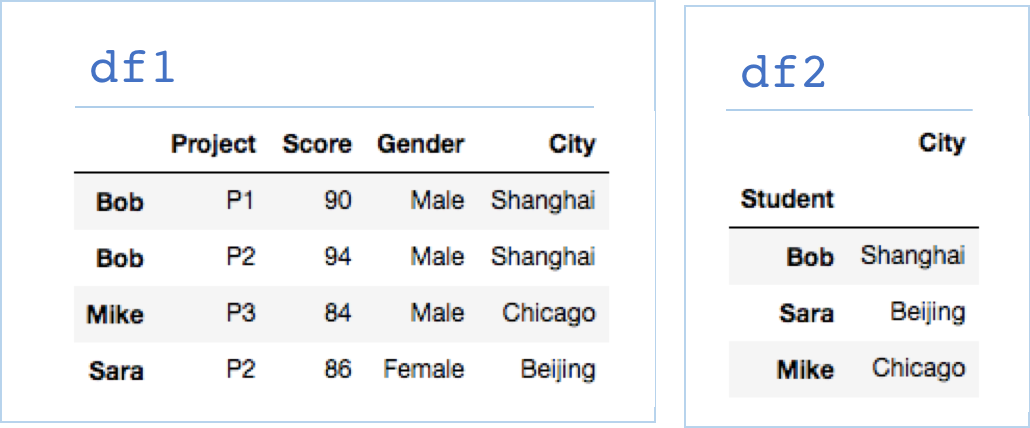 df1
Project Score Gender City
Bob P1 90 Male Shanghai
Bob P2 94 Male Shanghai
Mike P3 84 Male Chicago
Sara P2 86 Female Beijing
df2
City
Student
Bob Shanghai
Sara Beijing
Mike Chicago